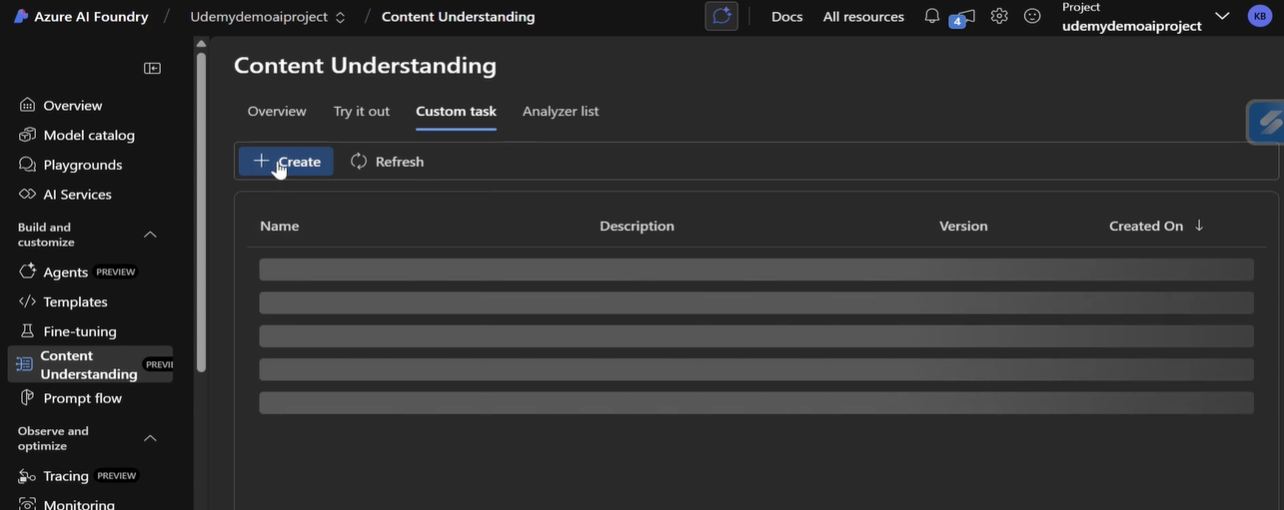 Azure AI Foundry / Udemydemoaiproject / Content Understanding
Docs All resources 4 Project
udemydemoaiproject KB
Overview
Model catalog
Playgrounds
AI Services
Build and
customize
Agents PREVIEW
Templates
Fine-tuning
Content
Understanding PREVI
Prompt flow
Observe and
optimize
Tracing PREVIEW
Monitoring
Content Understanding
Overview Try it out Custom task Analyzer list
+ Create Refresh
Name Description Version Created On ↓